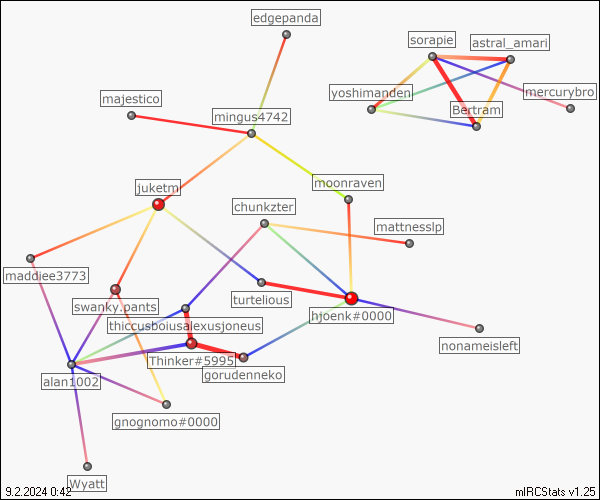 edgepanda
sorapie
astral_amari
majestico
yoshimanden
mercurybro
mingus4742
Bertram
juketm
moonraven
chunkzter
mattnesslp
maddiee3773
swanky.pants
turtelious
hjoenk#0000
thiccusboiusalexusjoneus
nonameisleft
Thinker#5995
alan1002
gorudenneko
gnognomo#0000
Wyatt
9.2.2024 0:42
mIRCStats v1.25